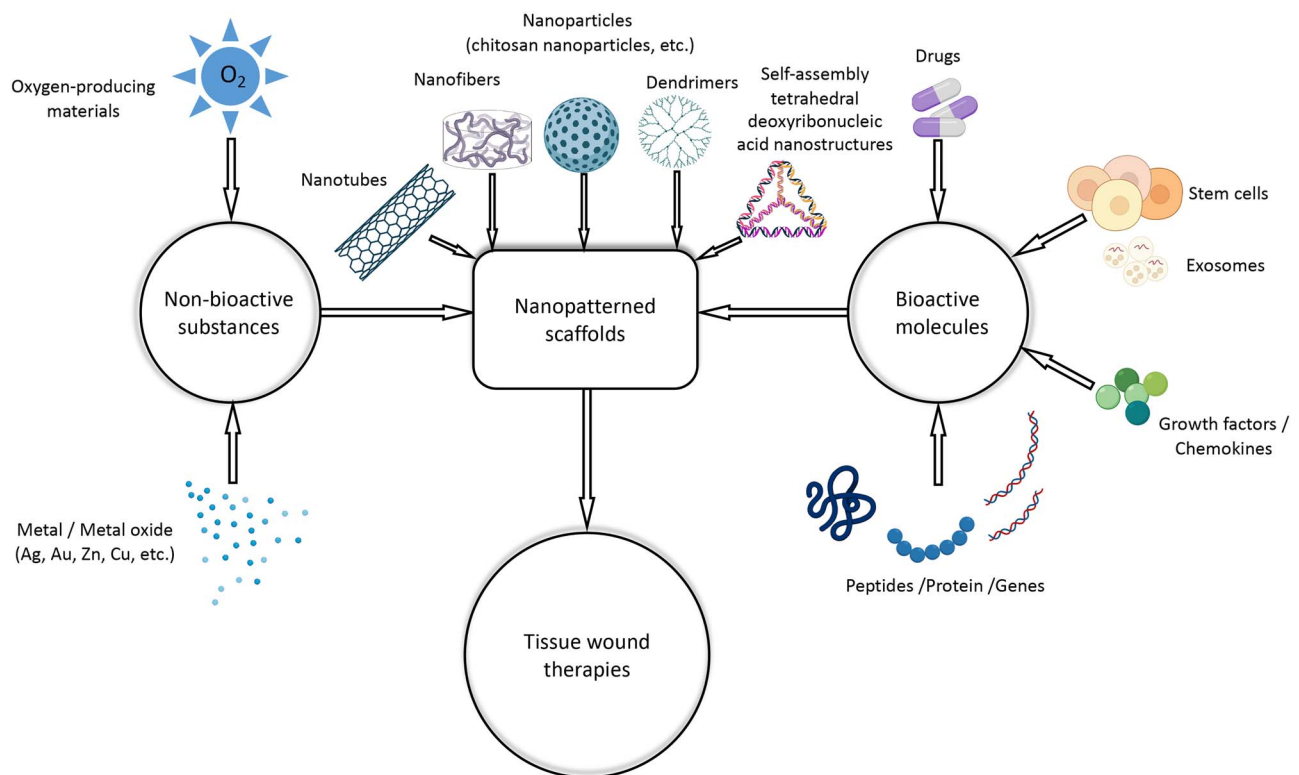 Nanoparticles
(chitosan nanoparticles, etc.)
Oxygen-producing
materials
O2
Nanofibers
Dendrimers
Self-assembly
tetrahedral
deoxyribonucleic
acid nanostructures
Drugs
Nanotubes
Stem cells
Exosomes
Non-bioactive
substances
Nanopatterned
scaffolds
Bioactive
molecules
Growth factors /
Chemokines
Metal / Metal oxide
(Ag, Au, Zn, Cu, etc.)
Peptides /Protein /Genes
Tissue wound
therapies